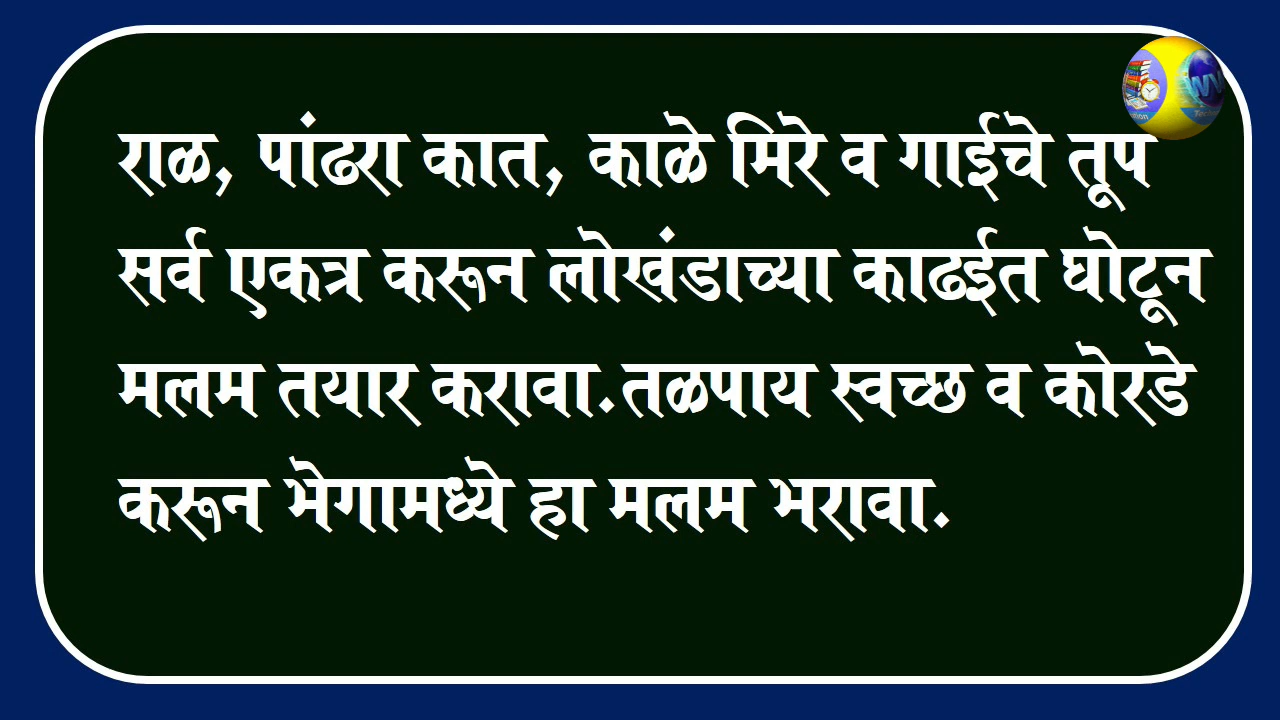 राळ, पांढरा कात, काळे मिरे व गाईचे तूप
सर्व एकत्र करून लोखंडाच्या काढईत घोटून
मलम तयार करावा.तळपाय स्वच्छ व कोरडे
करून भेगामध्ये हा मलम भरावा.